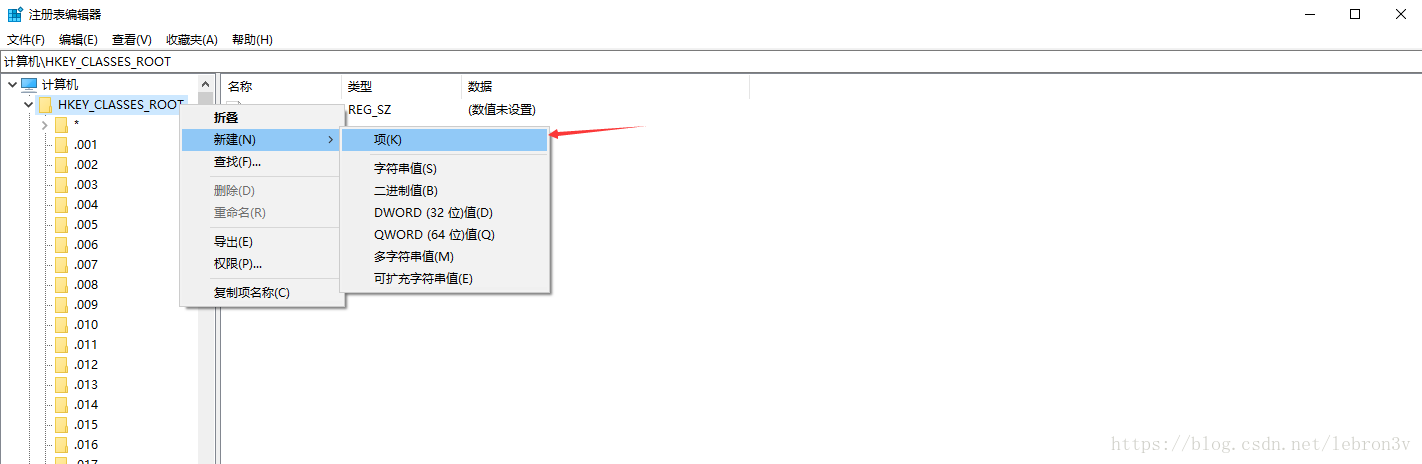 注册表编辑器
文件(F) 编辑(E) 查看(V) 收藏夹(A) 帮助(H)
计算机\HKEY_CLASSES_ROOT
计算机
HKEY_CLASSES_ROOT
*
.001
.002
.003
.004
.005
.006
.007
.008
.009
.010
.011
.012
.013
.014
.015
.016
.017
名称 类型 数据
REG_SZ (数值未设置)
折叠
新建(N)
查找(F)...
删除(D)
重命名(R)
导出(E)
权限(P)...
复制项名称(C)
项(K)
字符串值(S)
二进制值(B)
DWORD (32 位)值(D)
QWORD (64 位)值(Q)
多字符串值(M)
可扩充字符串值(E)
https://blog.csdn.net/lebron3v